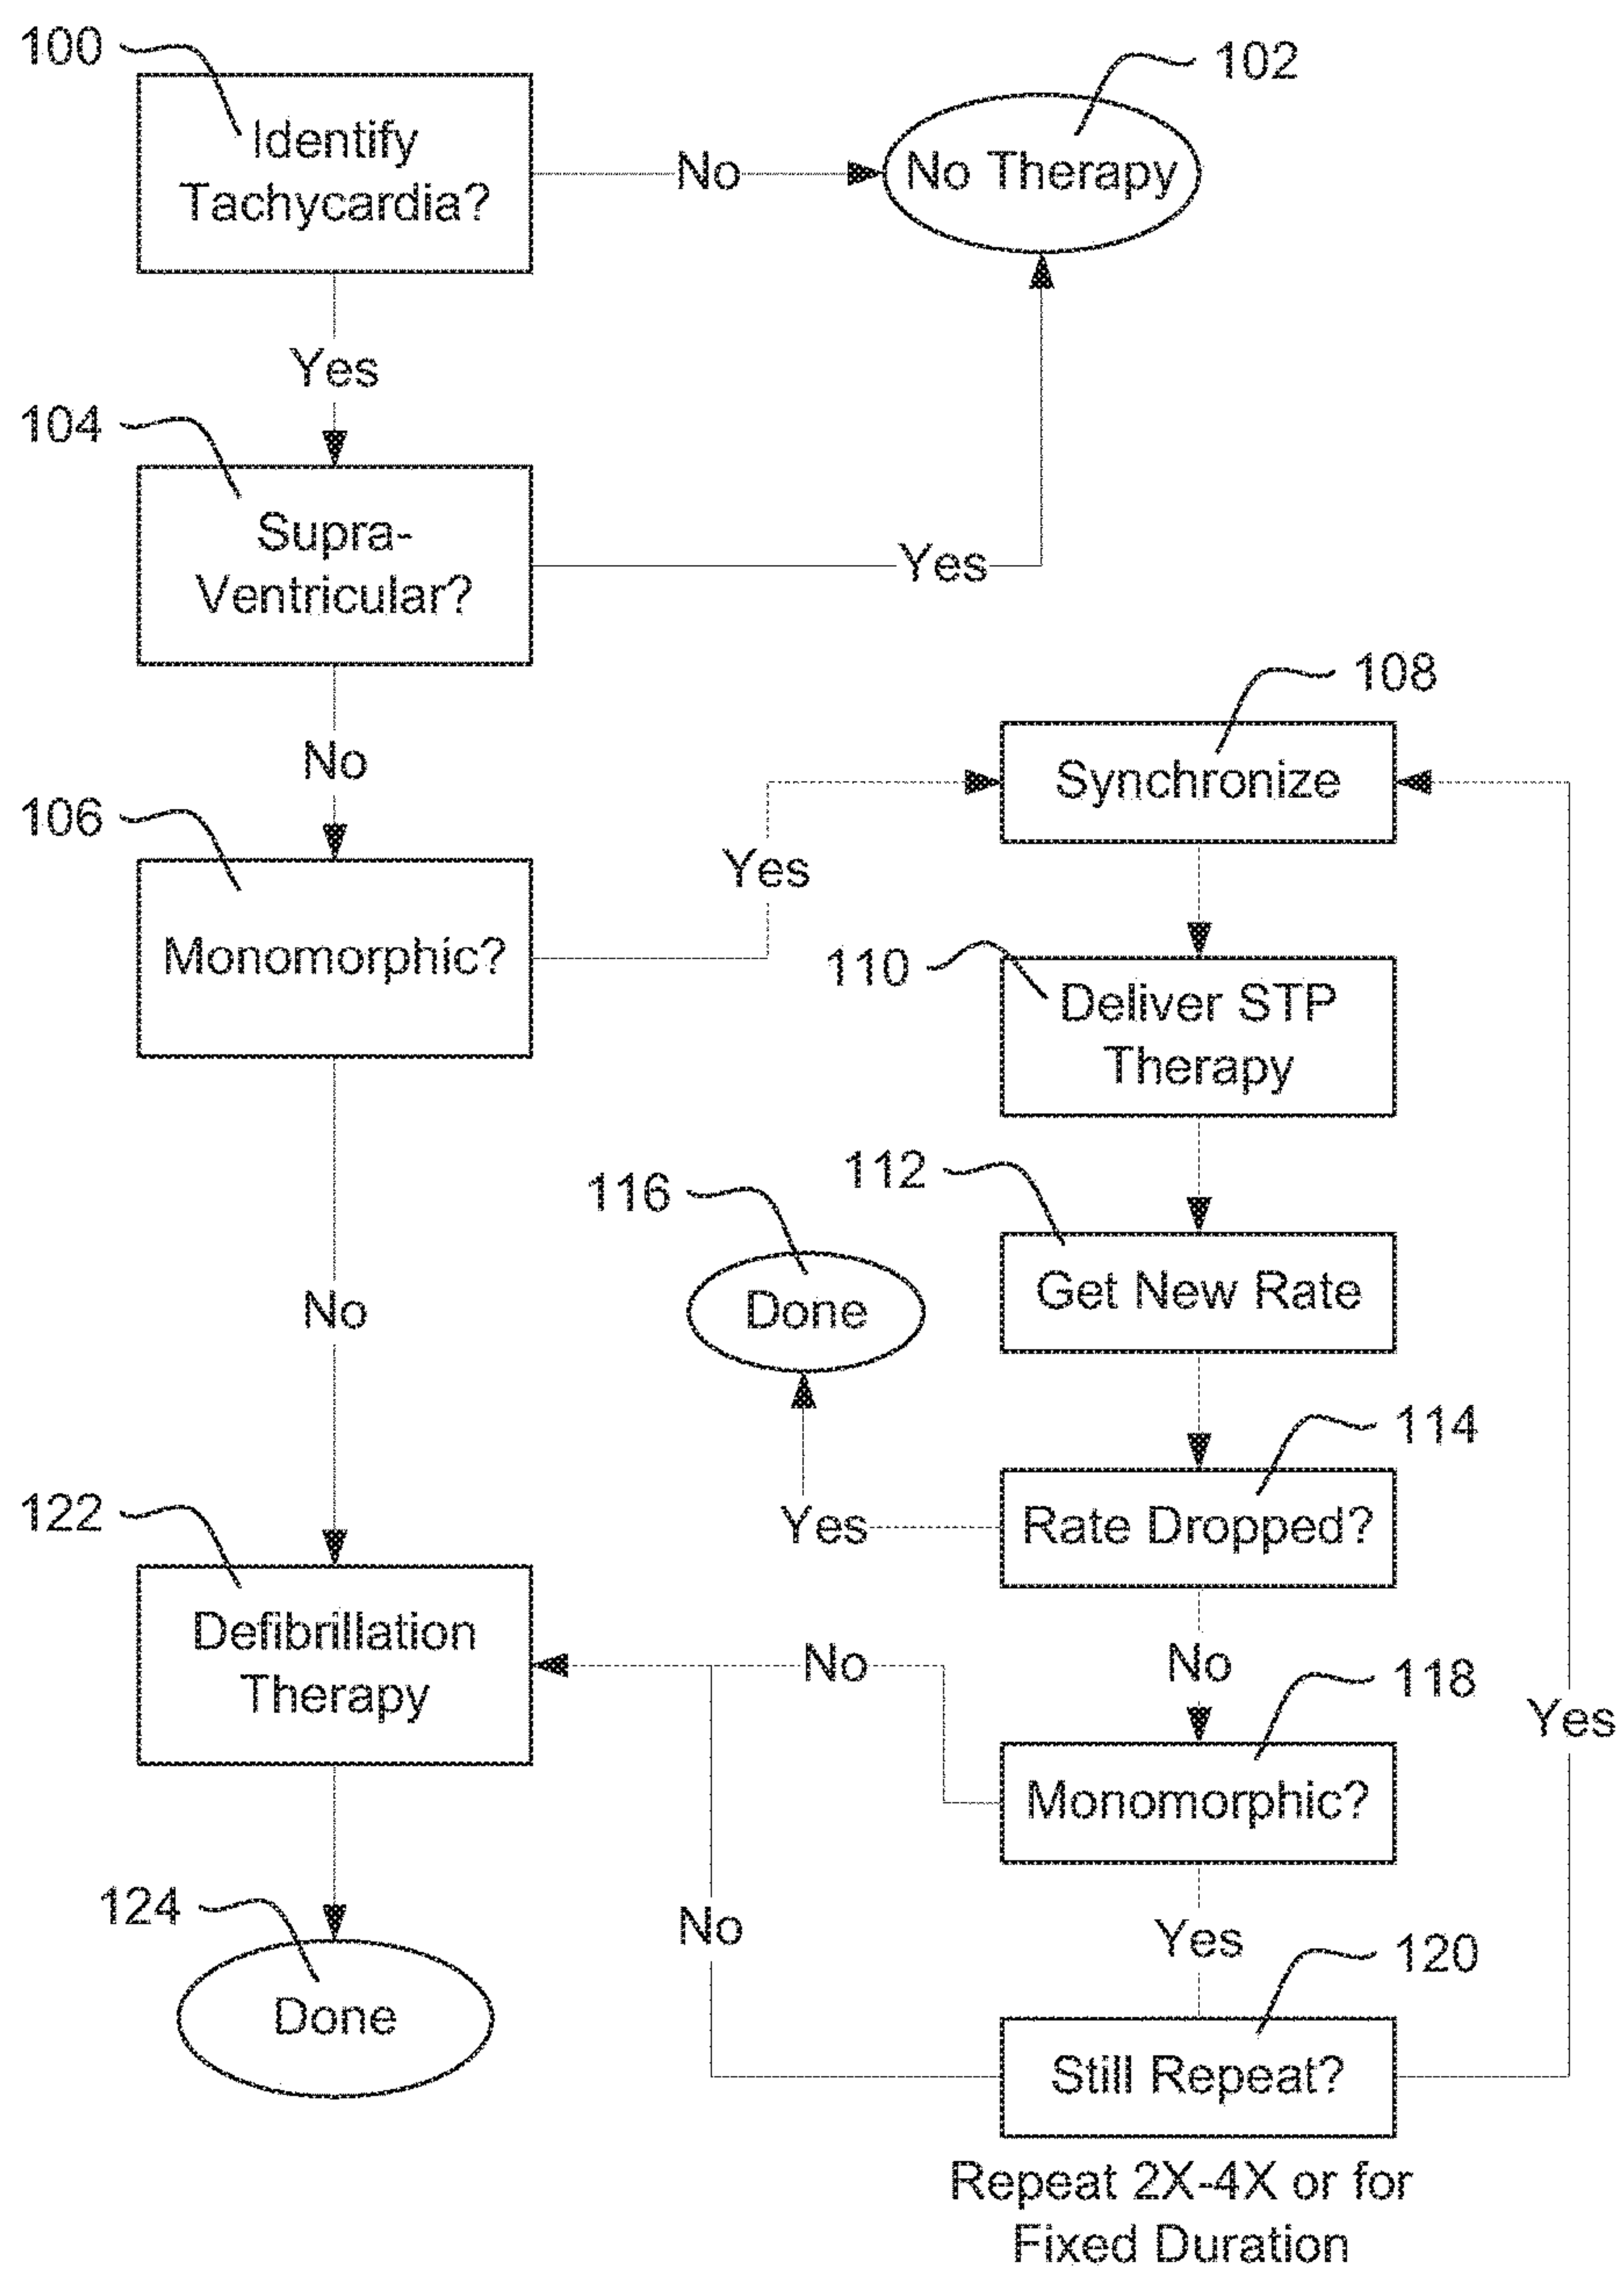 100
Identify
Tachycardia?
No
102
No Therapy
Yes
104
Supra-
Ventricular?
Yes
No
106
Monomorphic?
Yes
108
Synchronize
110
Deliver STP
Therapy
112
Get New Rate
116
Done
114
Rate Dropped?
Yes
No
No
122
Defibrillation
Therapy
No
118
Monomorphic?
Yes
Yes
124
Done
No
120
Still Repeat?
Repeat 2X-4X or for
Fixed Duration